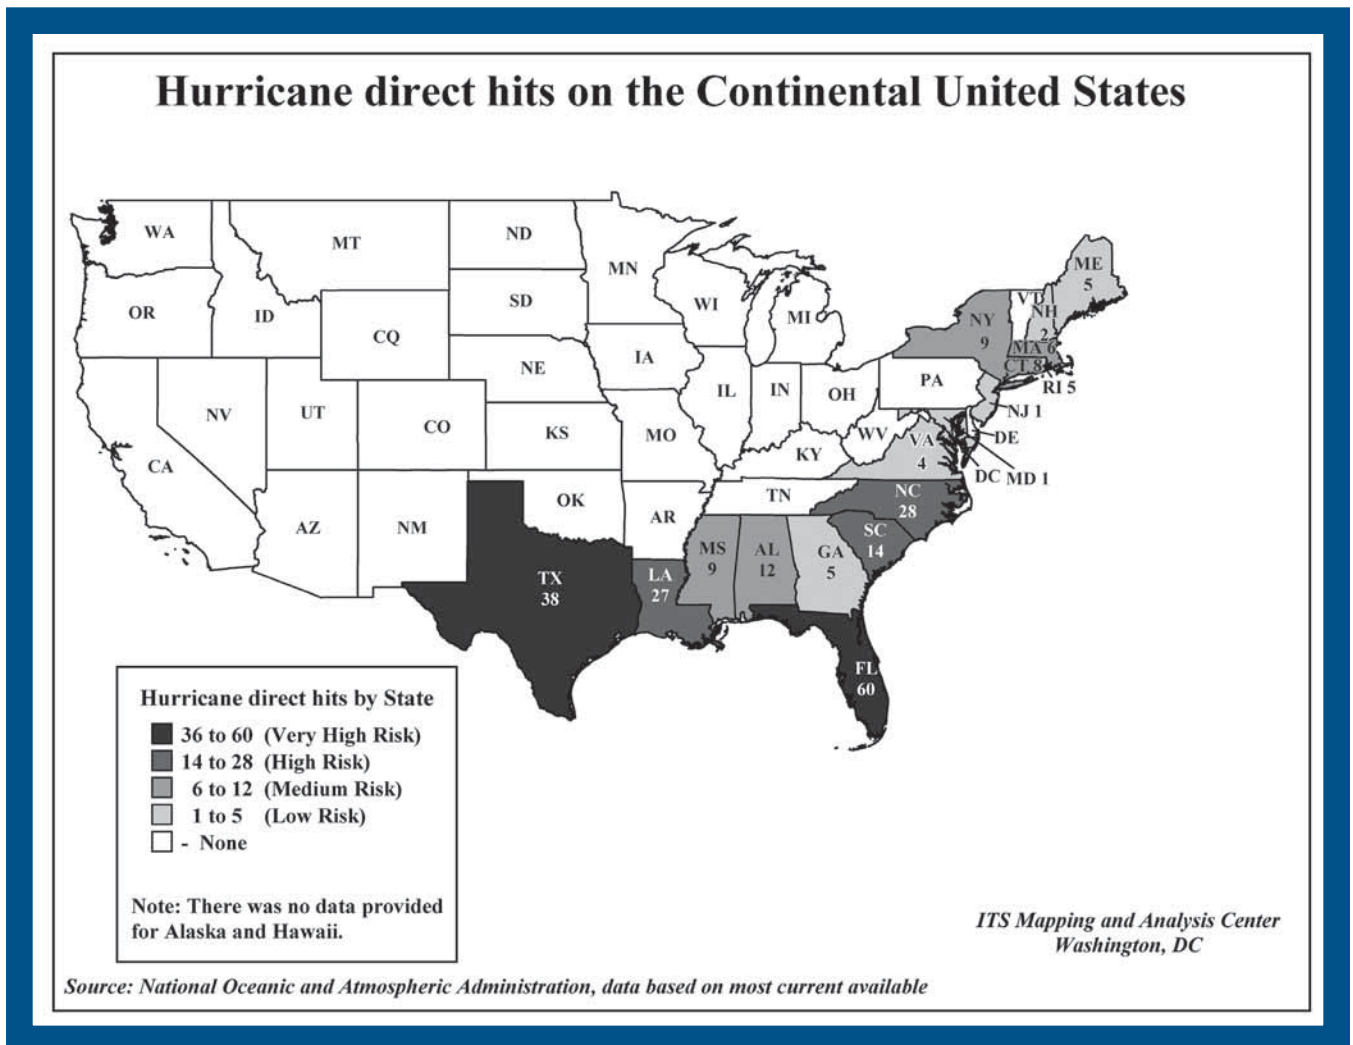 Hurricane direct hits on the Continental United States
WA
MT
ND
MN
ME
5
OR
ID
SD
WI
MI
VT
NH
2
NY
9
CQ
MA 6
CT 8
RI 5
NV
UT
NE
IA
IL
IN
OH
PA
NJ 1
CO
KS
MO
WV
VA
4
DE
CA
KY
DC
MD 1
AZ
NM
OK
AR
TN
NC
28
SC
14
TX
38
LA
27
MS
9
AL
12
GA
5
FL
60
Hurricane direct hits by State
36 to 60 (Very High Risk)
14 to 28 (High Risk)
6 to 12 (Medium Risk)
1 to 5 (Low Risk)
- None
Note: There was no data provided
for Alaska and Hawaii.
ITS Mapping and Analysis Center
Washington, DC
Source: National Oceanic and Atmospheric Administration, data based on most current available